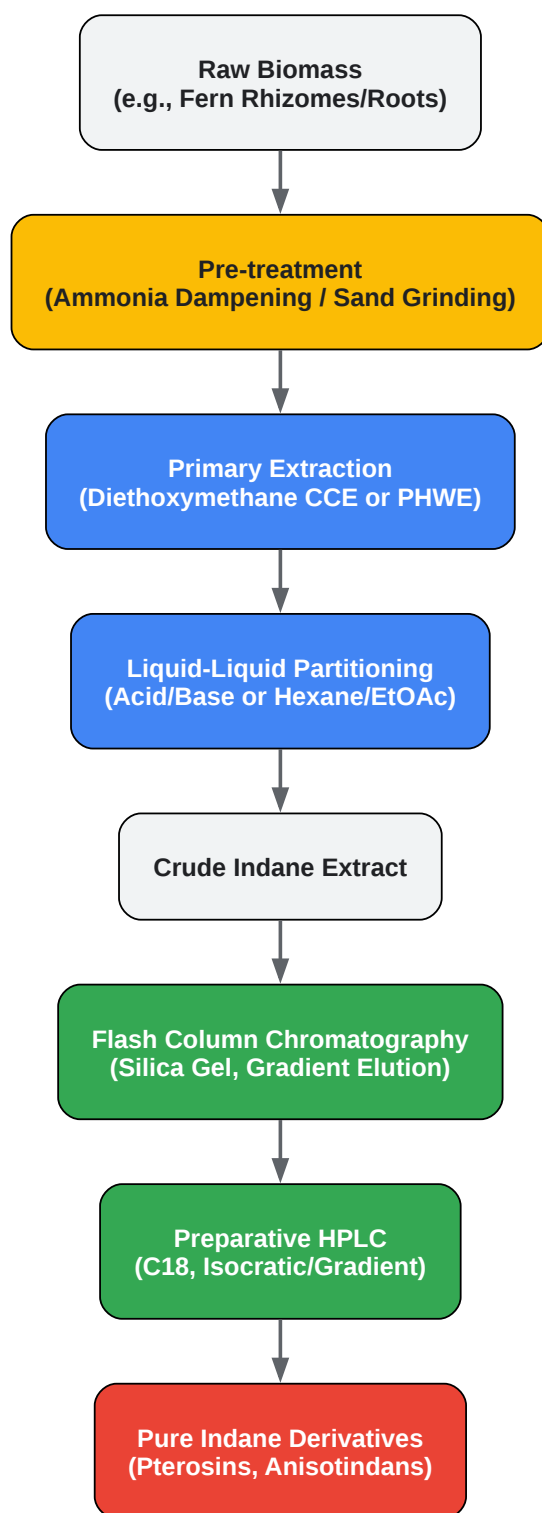 Raw Biomass
(e.g., Fern Rhizomes/Roots)
Pre-treatment
(Ammonia Dampening / Sand Grinding)
Primary Extraction
(Diethoxymethane CCE or PHWE)
Liquid-Liquid Partitioning
(Acid/Base or Hexane/EtOAc)
Crude Indane Extract
Flash Column Chromatography
(Silica Gel, Gradient Elution)
Preparative HPLC
(C18, Isocratic/Gradient)
Pure Indane Derivatives
(Pterosins, Anisotindans)